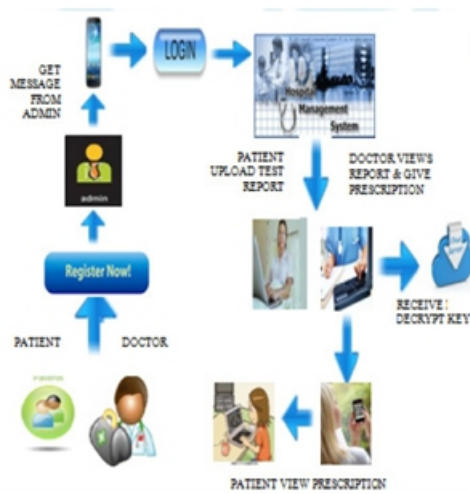 GET
MESSAGE
FROM
ADMIN
LOGIN
Hospital
Management
System
PATIENT
UPLOAD TEST
REPORT
DOCTOR VIEWS
REPORT & GIVE
PRESCRIPTION
admin
Register Now!
RECEIVE
DECRYPT KEY
PATIENT
DOCTOR
PATIENT VIEW PRESCRIPTION